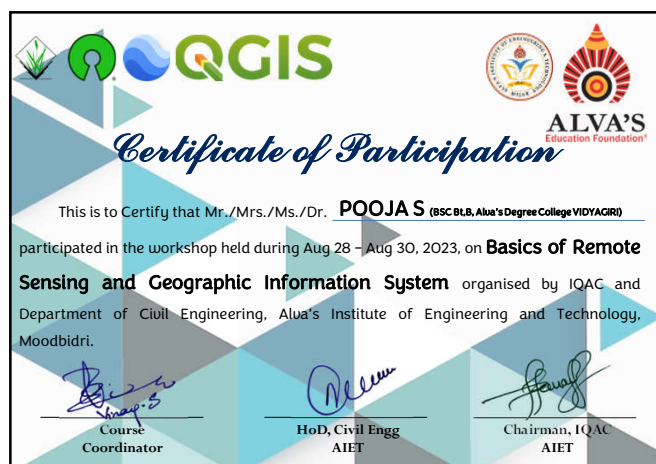 QGIS
ALVA'S
Education Foundation®
Certificate of Participation
This is to Certify that Mr./Mrs./Ms./Dr. POOJA S (BSC Bt,B, Alva's Degree College VIDYAGIRI)
participated in the workshop held during Aug 28 – Aug 30, 2023, on Basics of Remote
Sensing and Geographic Information System organised by IQAC and
Department of Civil Engineering, Alva's Institute of Engineering and Technology,
Moodbidri.
Vinay.S
Course
Coordinator
HoD, Civil Engg
AIET
Chairman, IQAC
AIET